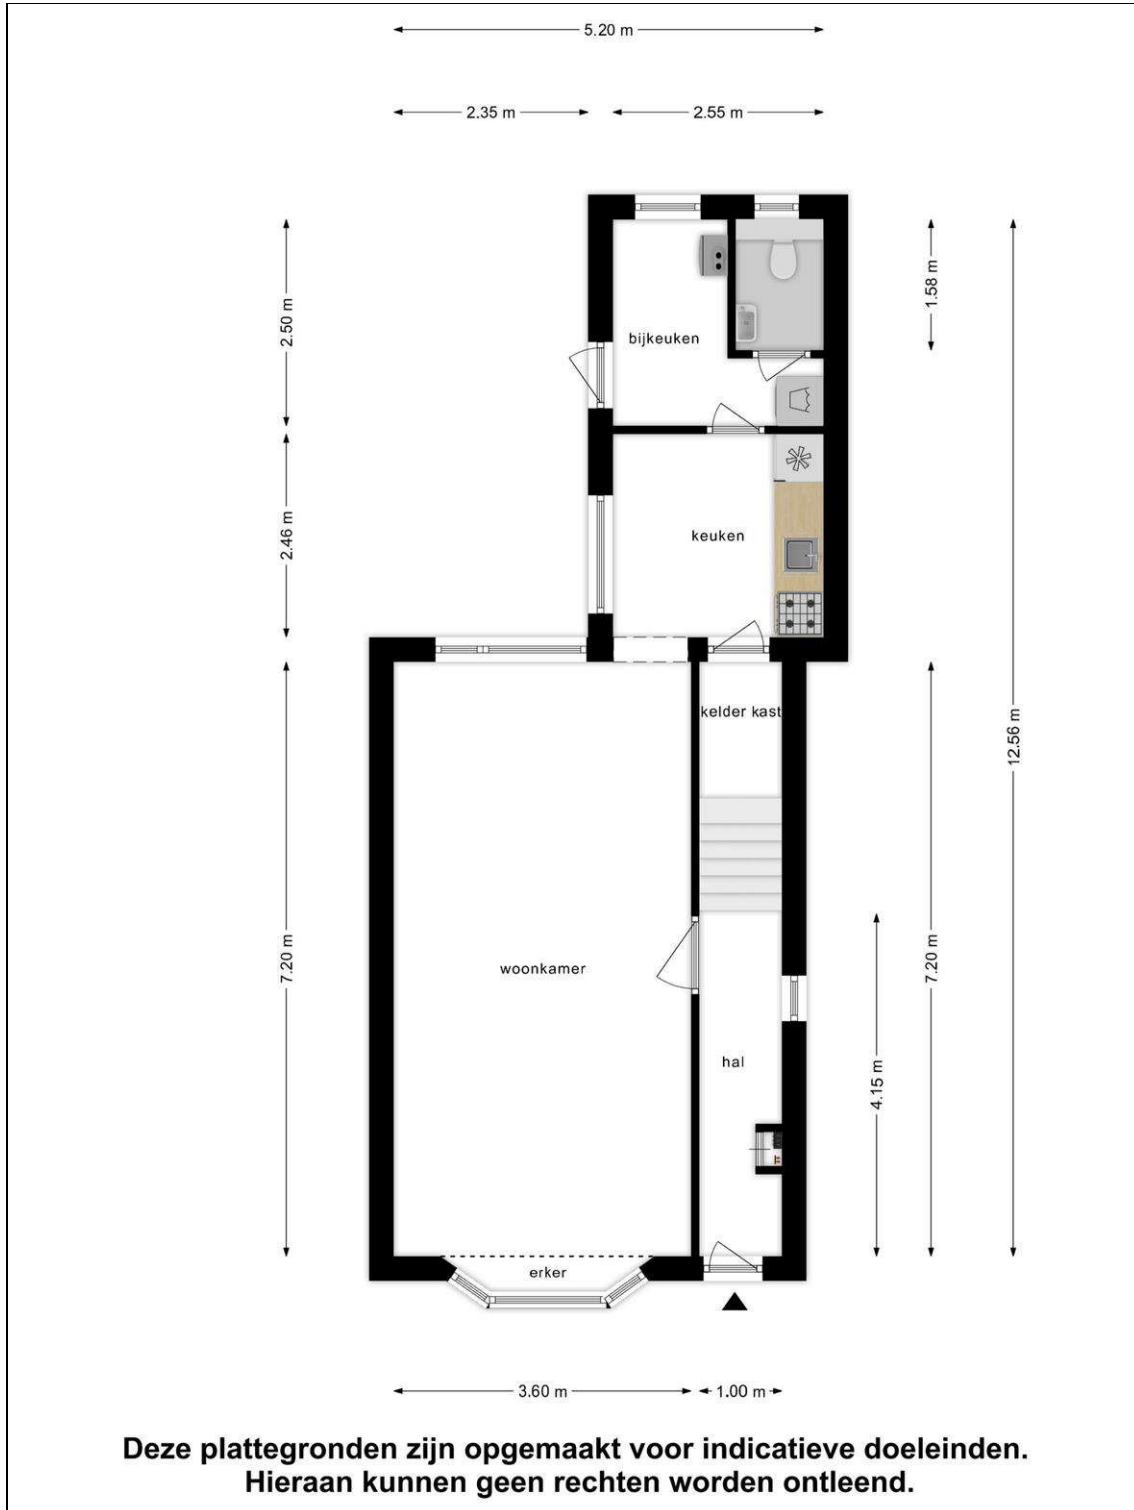 5.20 m
2.35 m
2.55 m
2.50 m
1.58 m
bijkeuken
2.46 m
keuken
kelder kast
12.56 m
7.20 m
woonkamer
7.20 m
hal
4.15 m
erker
3.60 m
1.00 m
Deze plattegronden zijn opgemaakt voor indicatieve doeleinden.
Hieraan kunnen geen rechten worden ontleend.